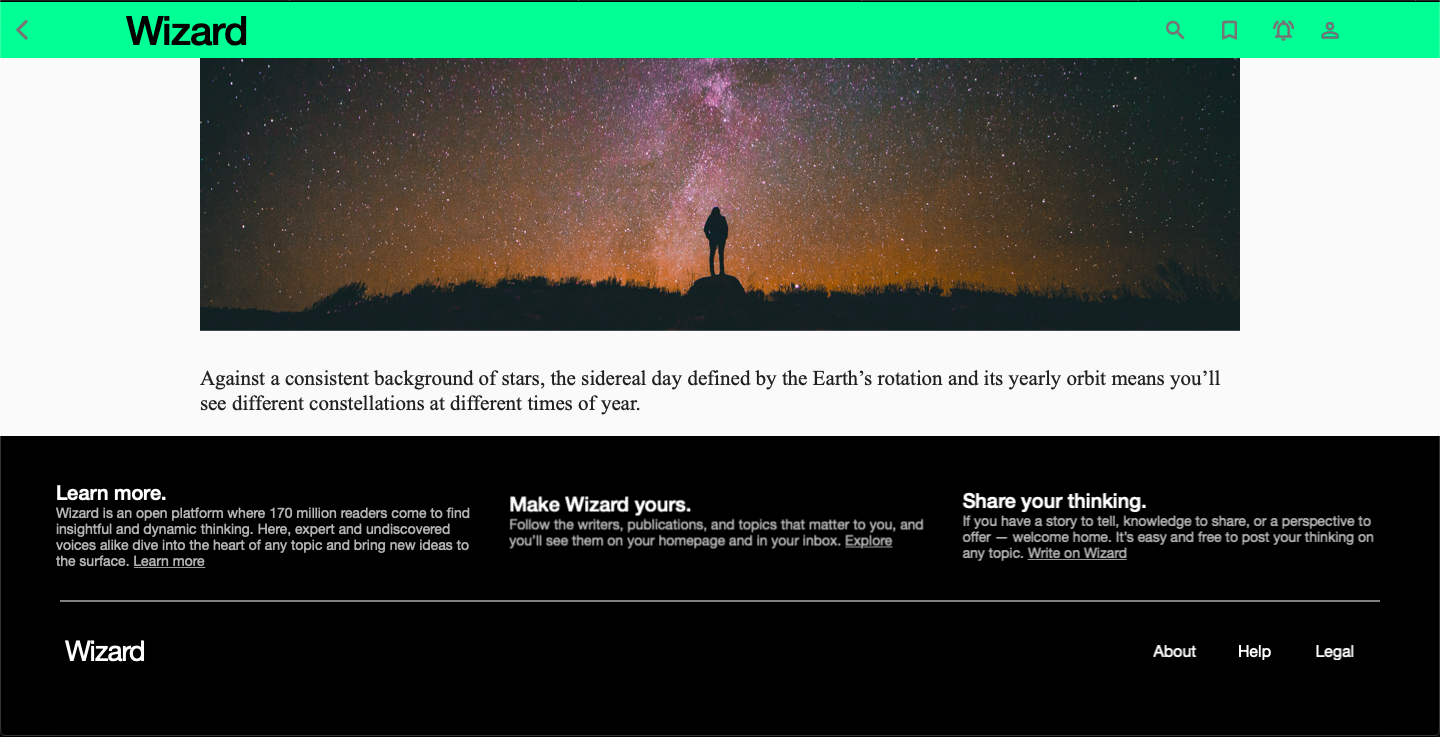 Wizard
Against a consistent background of stars, the sidereal day defined by the Earth’s rotation and its yearly orbit means you’ll
see different constellations at different times of year.
Learn more.
Wizard is an open platform where 170 million readers come to find
insightful and dynamic thinking. Here, expert and undiscovered
voices alike dive into the heart of any topic and bring new ideas to
the surface. Learn more
Make Wizard yours.
Follow the writers, publications, and topics that matter to you, and
you’ll see them on your homepage and in your inbox. Explore
Share your thinking.
If you have a story to tell, knowledge to share, or a perspective to
offer — welcome home. It’s easy and free to post your thinking on
any topic. Write on Wizard
Wizard
About Help Legal